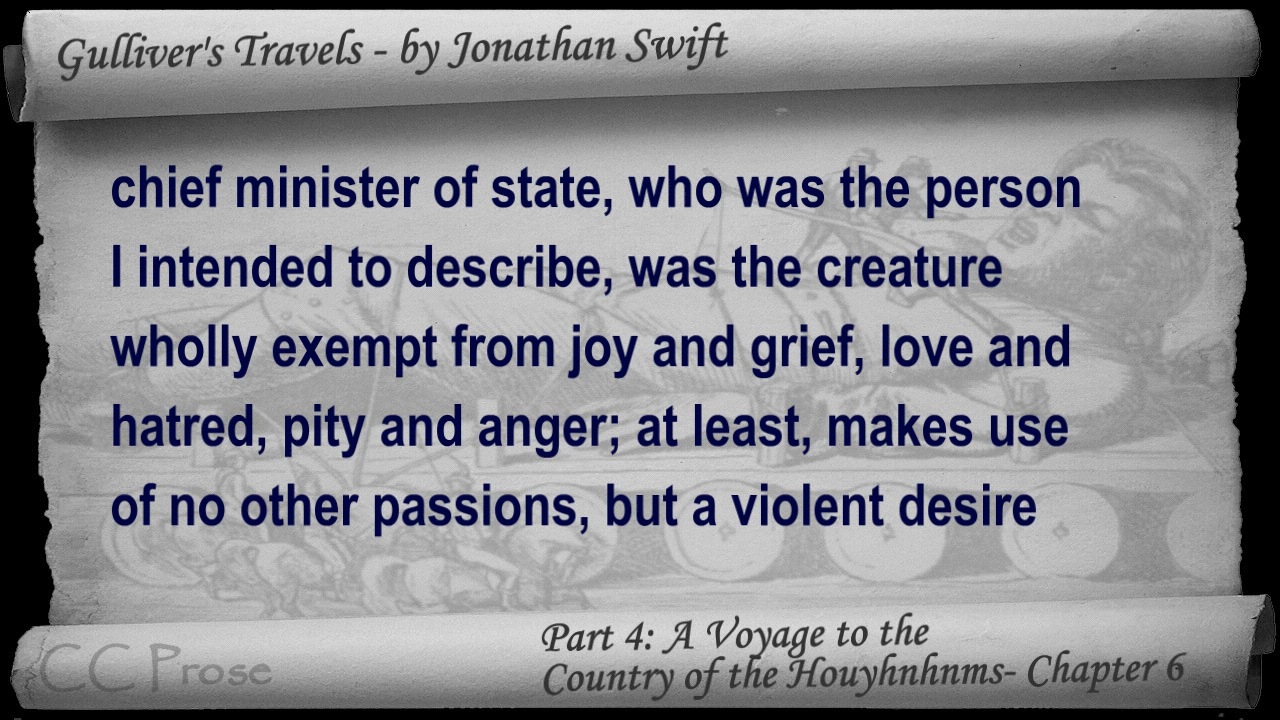 Gulliver's Travels - by Jonathan Swift
chief minister of state, who was the person
I intended to describe, was the creature
wholly exempt from joy and grief, love and
hatred, pity and anger; at least, makes use
of no other passions, but a violent desire
Part 4: A Voyage to the
Country of the Houyhnhnms- Chapter 6
CC Prose